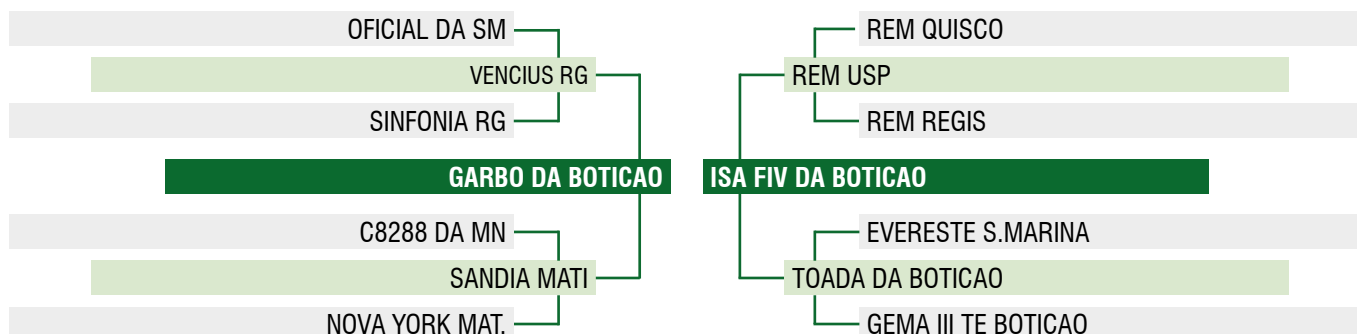 OFICIAL DA SM
REM QUISCO
VENCIUS RG
REM USP
SINFONIA RG
REM REGIS
GARBO DA BOTICAO
ISA FIV DA BOTICAO
C8288 DA MN
EVERESTE S.MARINA
SANDIA MATI
TOADA DA BOTICAO
NOVA YORK MAT.
GEMA III TE BOTICAO